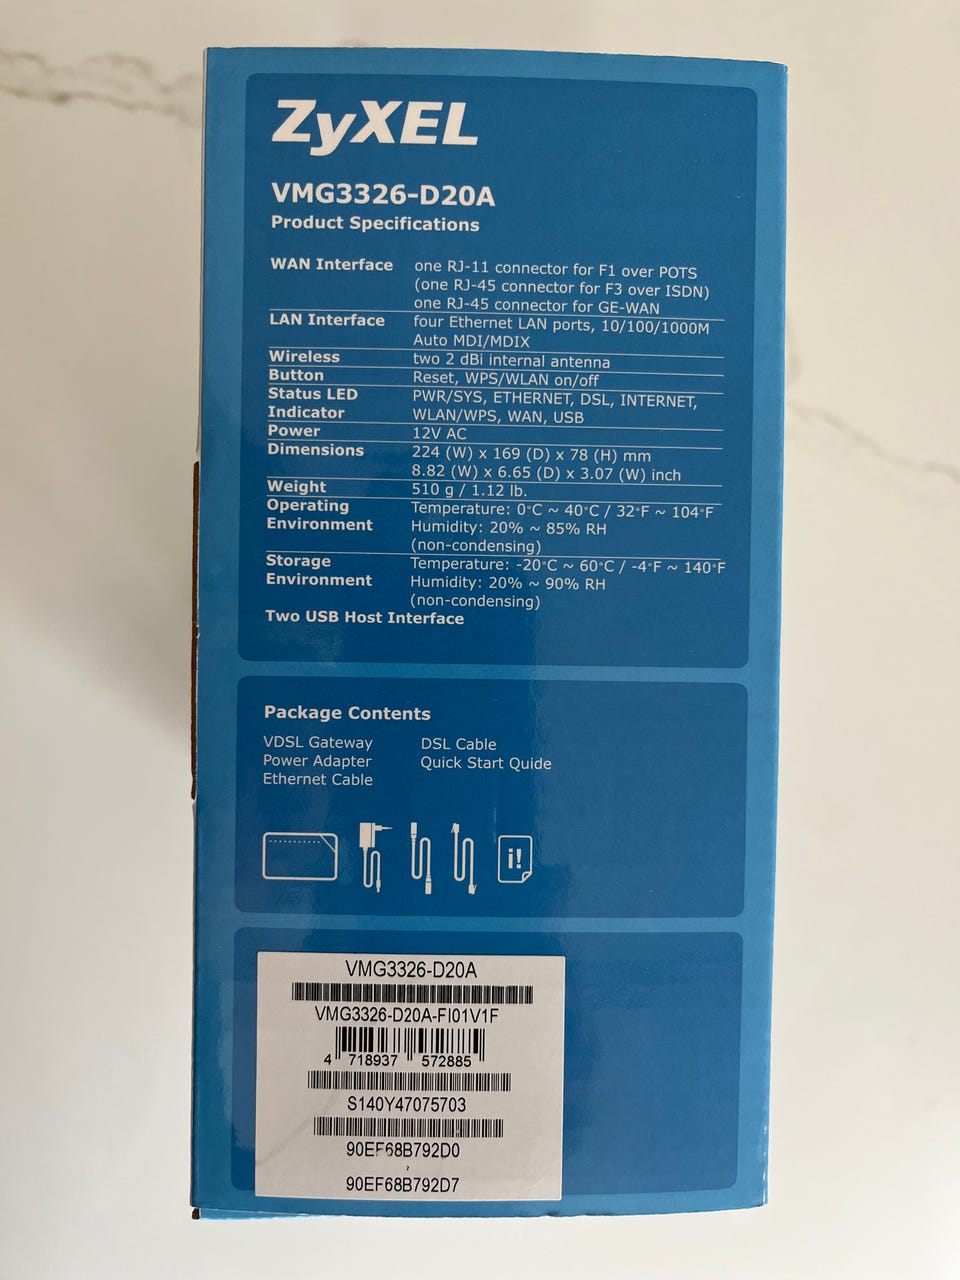 ZyXEL
VMG3326-D20A
Product Specifications
WAN Interface one RJ-11 connector for F1 over POTS
(one RJ-45 connector for F3 over ISDN)
one RJ-45 connector for GE-WAN
LAN Interface four Ethernet LAN ports, 10/100/1000M
Auto MDI/MDIX
Wireless two 2 dBi internal antenna
Button Reset, WPS/WLAN on/off
Status LED PWR/SYS, ETHERNET, DSL, INTERNET,
Indicator WLAN/WPS, WAN, USB
Power 12V AC
Dimensions 224 (W) x 169 (D) x 78 (H) mm
8.82 (W) x 6.65 (D) x 3.07 (W) inch
Weight 510 g / 1.12 lb.
Operating Temperature: 0°C ~ 40°C / 32°F ~ 104°F
Environment Humidity: 20% ~ 85% RH
(non-condensing)
Storage Temperature: -20°C ~ 60°C / -4°F ~ 140°F
Environment Humidity: 20% ~ 90% RH
(non-condensing)
Two USB Host Interface
Package Contents
VDSL Gateway DSL Cable
Power Adapter Quick Start Quide
Ethernet Cable
i!
VMG3326-D20A
VMG3326-D20A-FI01V1F
4 718937 572885
S140Y47075703
90EF68B792D0
,
90EF68B792D7